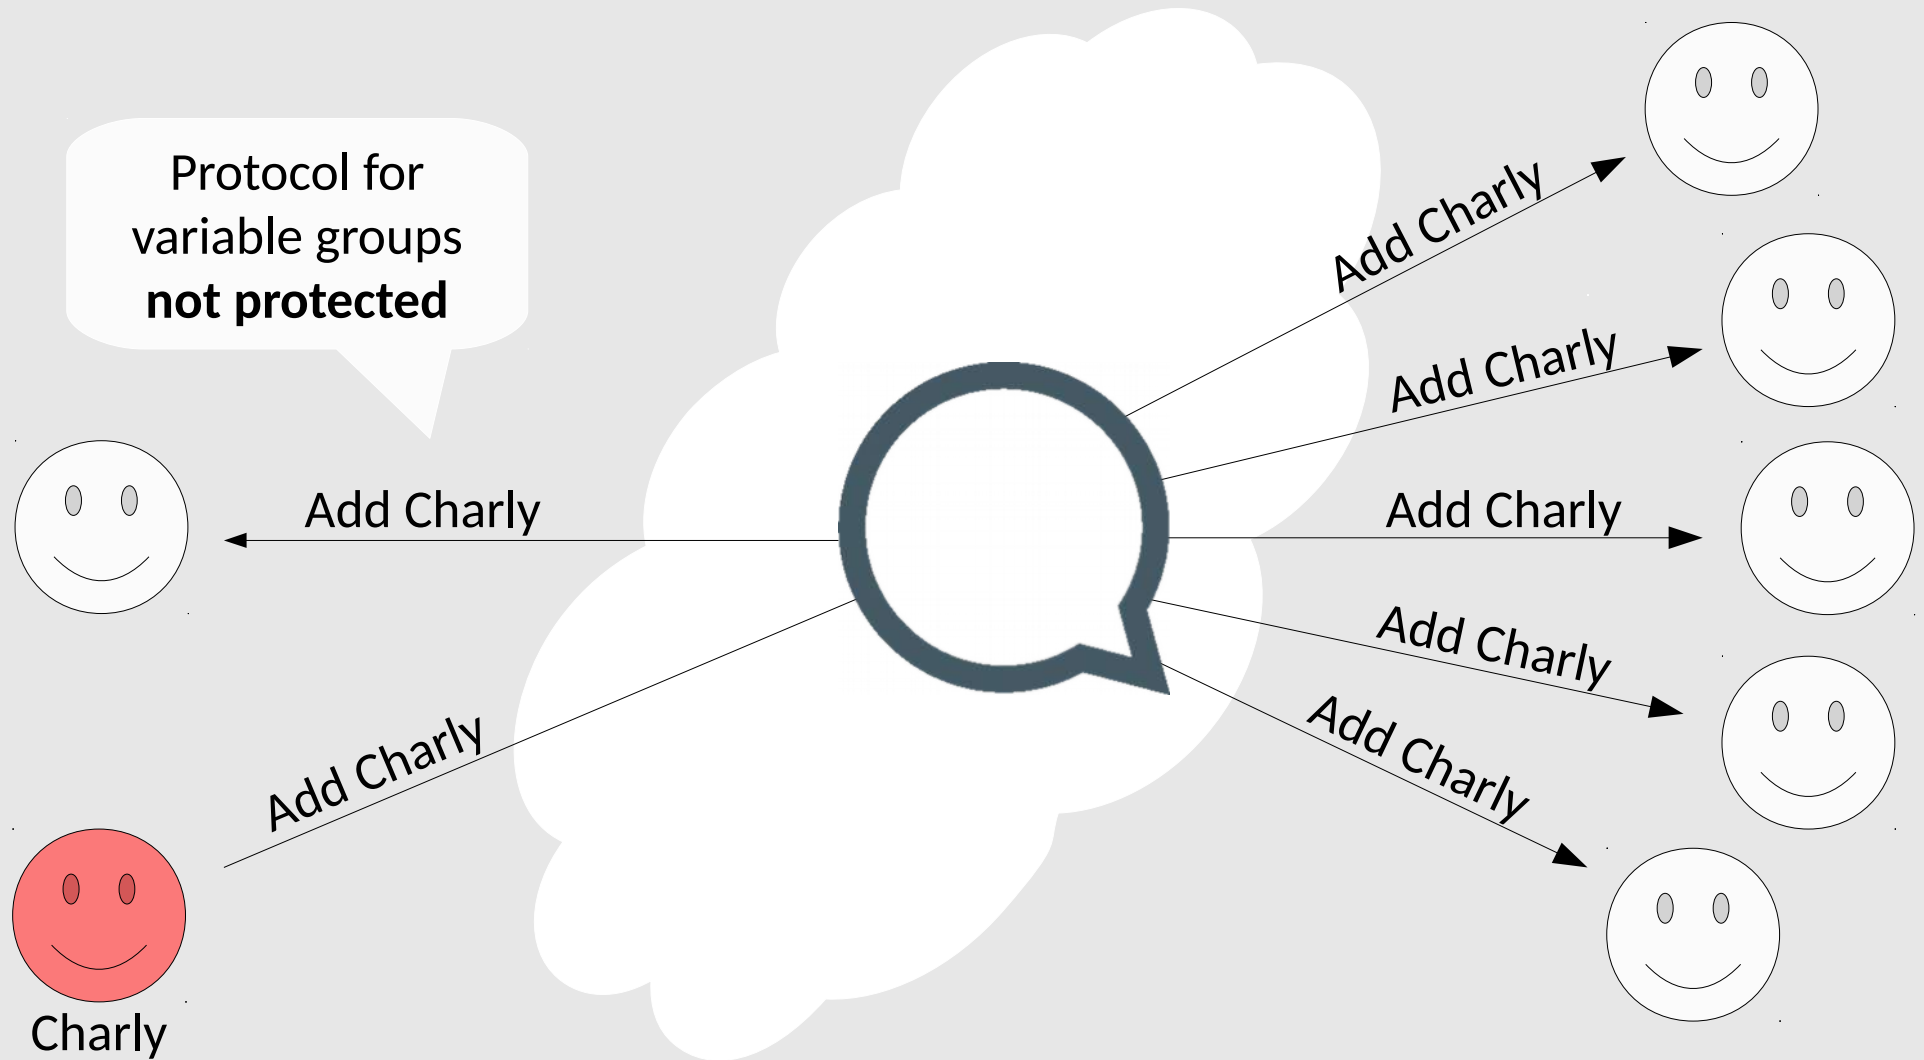 Protocol for
variable groups
not protected
Add Charly
Add Charly
Add Charly
Add Charly
Add Charly
Add Charly
Add Charly
Charly